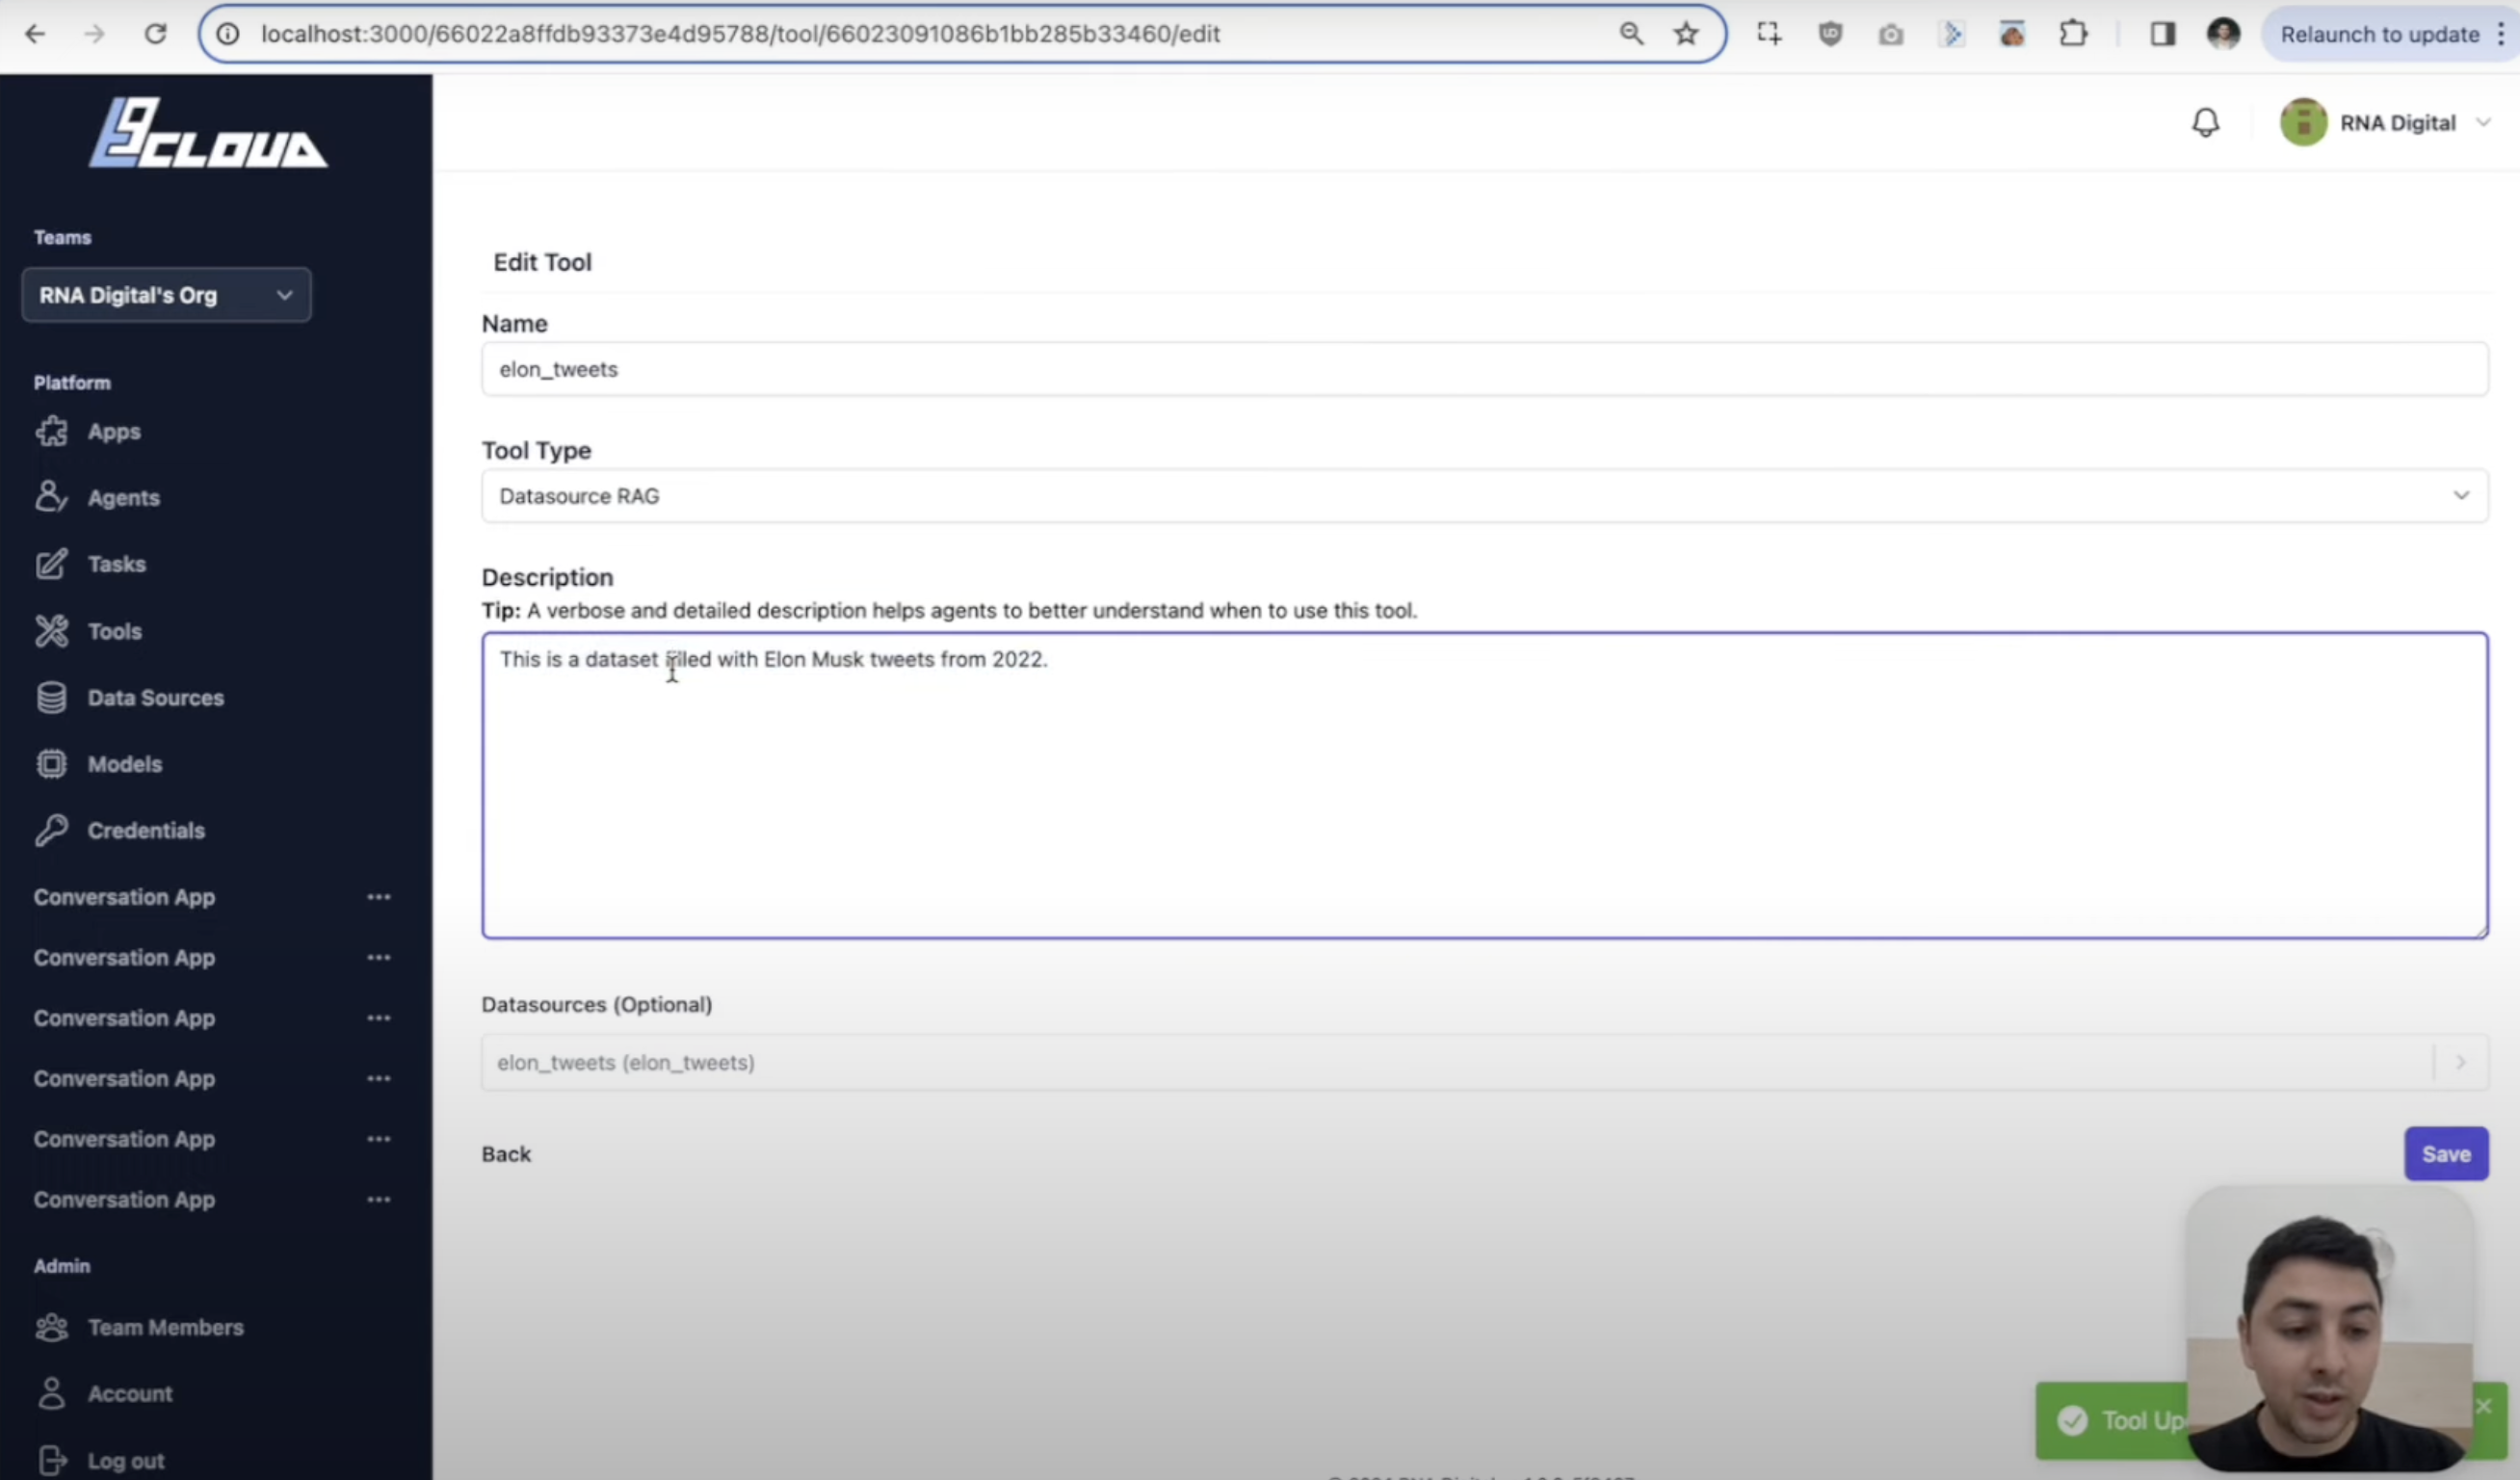 localhost:3000/66022a8ffdb93373e4d95788/tool/66023091086b1bb285b33460/edit
Relaunch to update
CLOUD
RNA Digital
Teams
RNA Digital's Org
Platform
Apps
Agents
Tasks
Tools
Data Sources
Models
Credentials
Conversation App
Conversation App
Conversation App
Conversation App
Conversation App
Conversation App
Admin
Team Members
Account
Log out
Edit Tool
Name
elon_tweets
Tool Type
Datasource RAG
Description
Tip: A verbose and detailed description helps agents to better understand when to use this tool.
This is a dataset filled with Elon Musk tweets from 2022.
Datasources (Optional)
elon_tweets (elon_tweets)
Back
Save
Tool Up